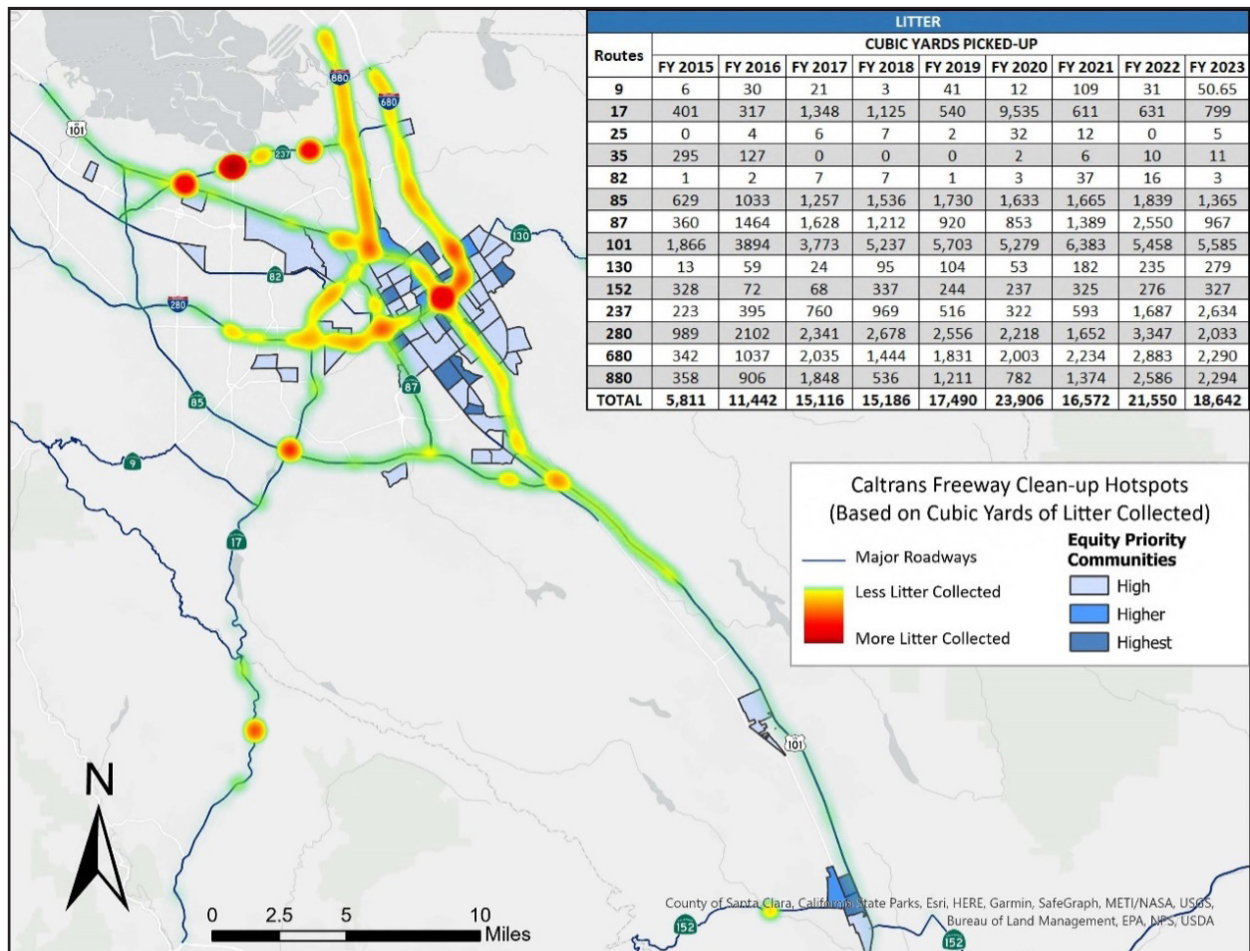 LITTER
Routes CUBIC YARDS PICKED-UP
FY 2015 FY 2016 FY 2017 FY 2018 FY 2019 FY 2020 FY 2021 FY 2022 FY 2023
9 6 30 21 3 41 12 109 31 50.65
17 401 317 1,348 1,125 540 9,535 611 631 799
25 0 4 6 7 2 32 12 0 5
35 295 127 0 0 0 2 6 10 11
82 1 2 7 7 1 3 37 16 3
85 629 1033 1,257 1,536 1,730 1,633 1,665 1,839 1,365
87 360 1464 1,628 1,212 920 853 1,389 2,550 967
101 1,866 3894 3,773 5,237 5,703 5,279 6,383 5,458 5,585
130 13 59 24 95 104 53 182 235 279
152 328 72 68 337 244 237 325 276 327
237 223 395 760 969 516 322 593 1,687 2,634
280 989 2102 2,341 2,678 2,556 2,218 1,652 3,347 2,033
680 342 1037 2,035 1,444 1,831 2,003 2,234 2,883 2,290
880 358 906 1,848 536 1,211 782 1,374 2,586 2,294
TOTAL 5,811 11,442 15,116 15,186 17,490 23,906 16,572 21,550 18,642
880
680
101
237
130
82
280
87
85
9
17
101
152
152
Caltrans Freeway Clean-up Hotspots
(Based on Cubic Yards of Litter Collected)
Major Roadways
Less Litter Collected
More Litter Collected
Equity Priority
Communities
High
Higher
Highest
N
0 2.5 5 10
Miles
County of Santa Clara, California State Parks, Esri, HERE, Garmin, SafeGraph, METI/NASA, USGS,
Bureau of Land Management, EPA, NPS, USDA